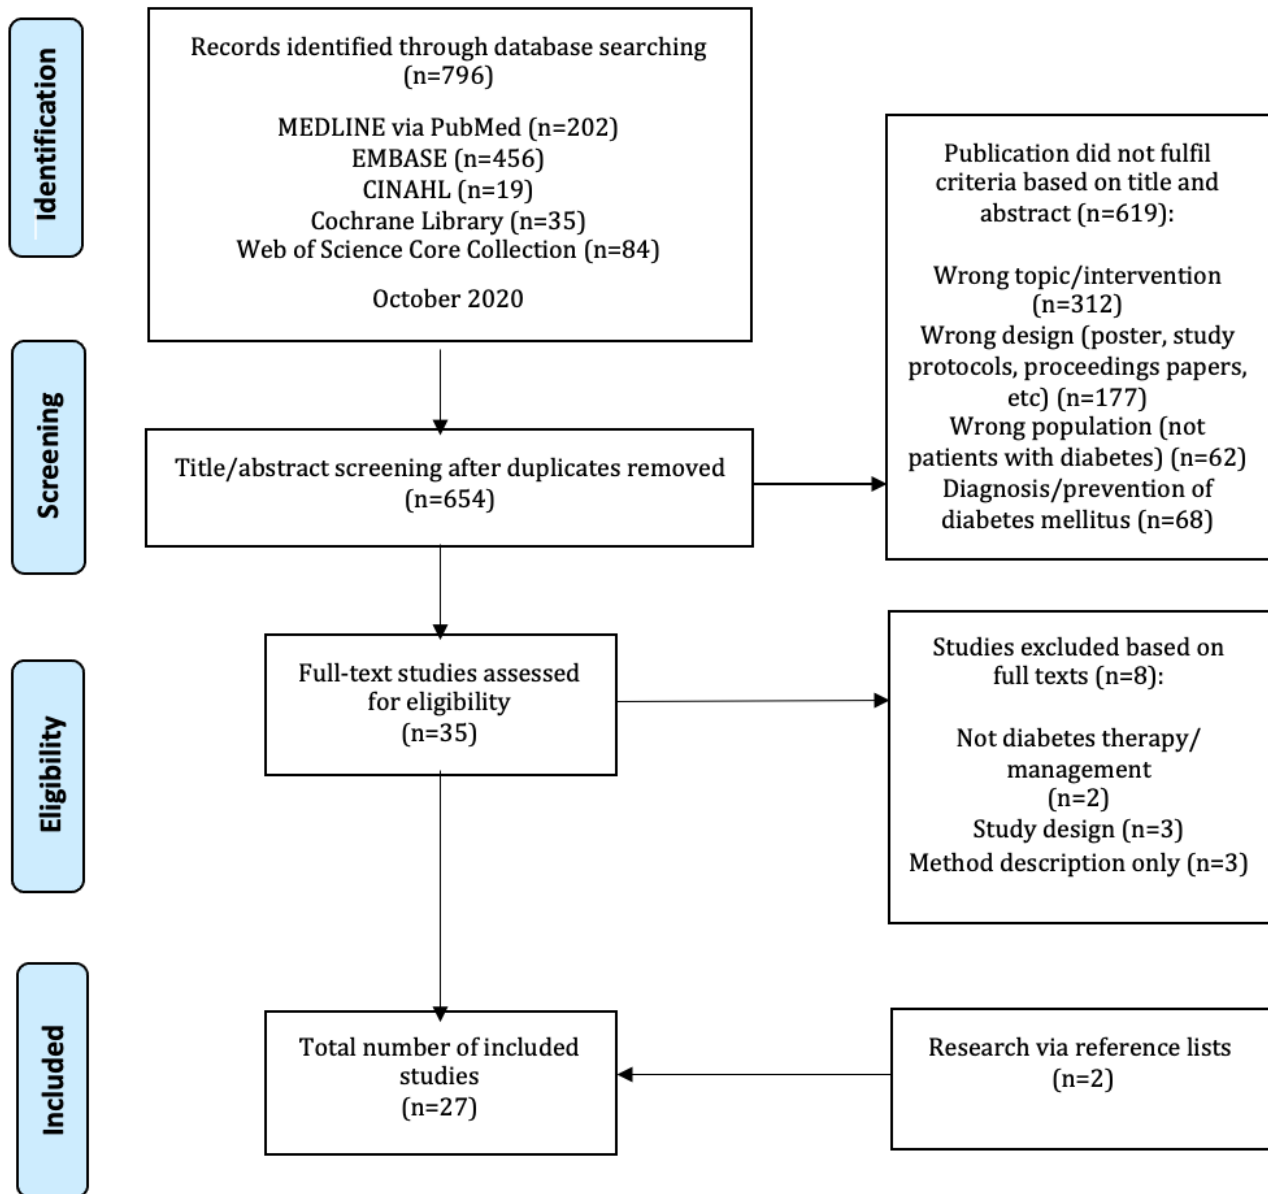 Identification
Records identified through database searching
(n=796)
MEDLINE via PubMed (n=202)
EMBASE (n=456)
CINAHL (n=19)
Cochrane Library (n=35)
Web of Science Core Collection (n=84)
October 2020
Publication did not fulfil
criteria based on title and
abstract (n=619):
Wrong topic/intervention
(n=312)
Wrong design (poster, study
protocols, proceedings papers,
etc) (n=177)
Wrong population (not
patients with diabetes) (n=62)
Diagnosis/prevention of
diabetes mellitus (n=68)
Screening
Title/abstract screening after duplicates removed
(n=654)
Eligibility
Full-text studies assessed
for eligibility
(n=35)
Studies excluded based on
full texts (n=8):
Not diabetes therapy/
management
(n=2)
Study design (n=3)
Method description only (n=3)
Included
Total number of included
studies
(n=27)
Research via reference lists
(n=2)